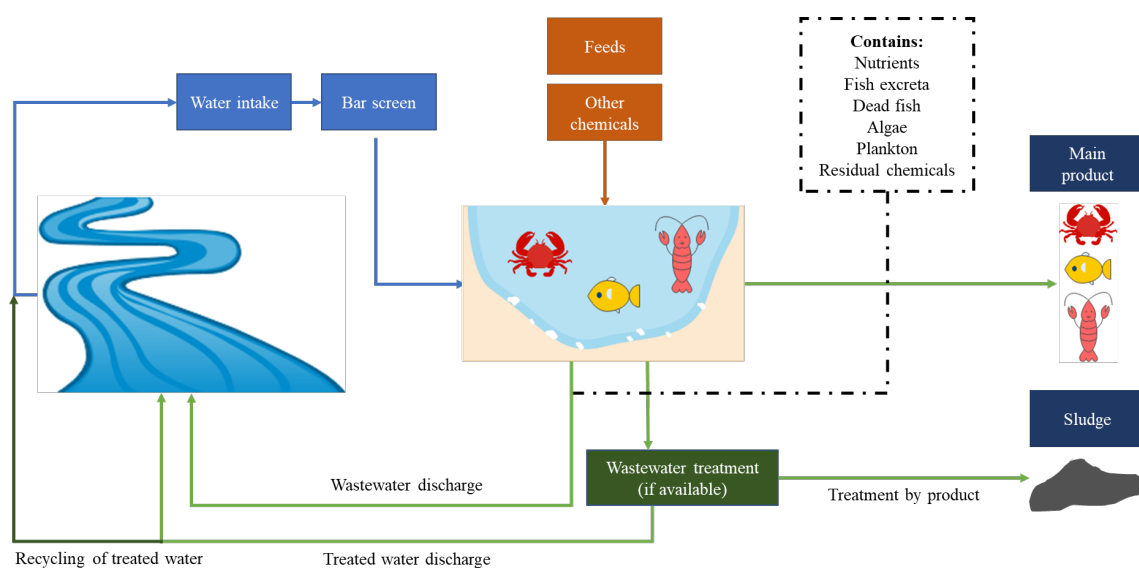 Feeds
Other
chemicals
Water intake
Bar screen
Contains:
Nutrients
Fish excreta
Dead fish
Algae
Plankton
Residual chemicals
Main
product
Sludge
Wastewater treatment
(if available)
Wastewater discharge
Treatment by product
Recycling of treated water
Treated water discharge